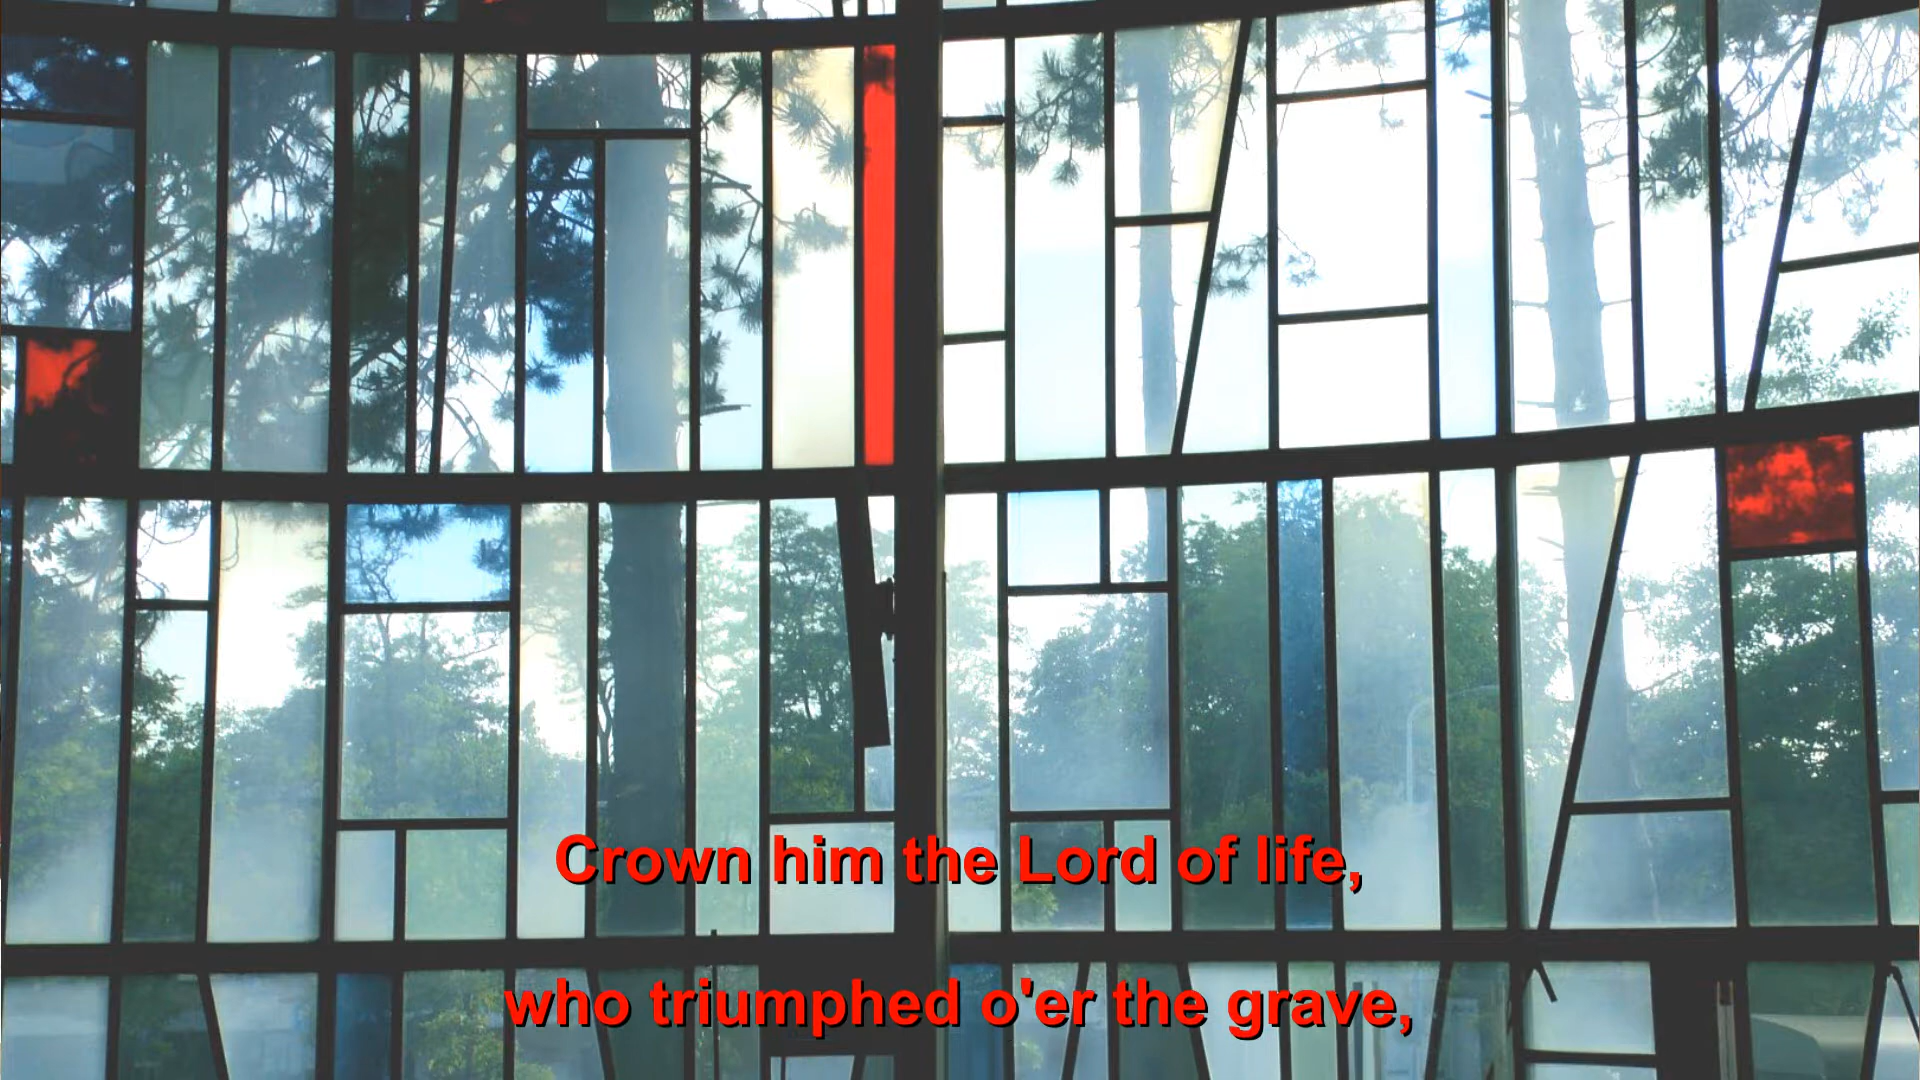 Crown him the Lord of life,
who triumphed o'er the grave,